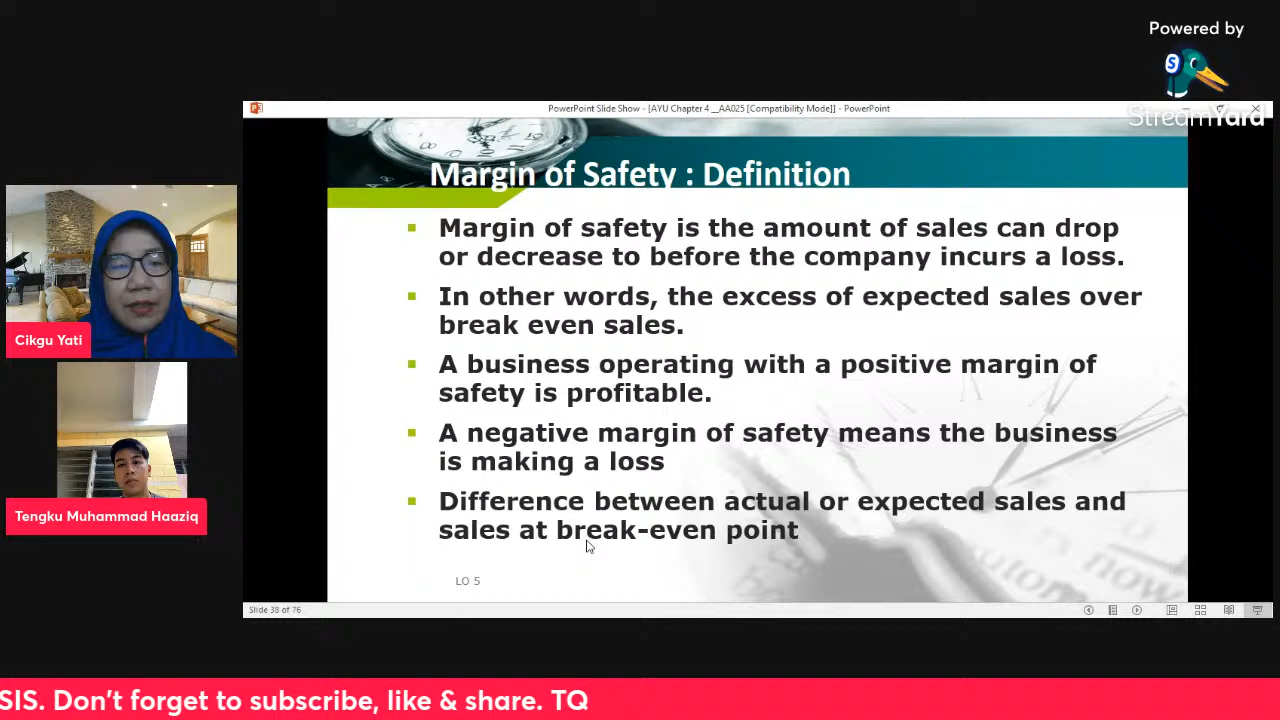 Powered by
S
StreamYard
PowerPoint Slide Show - [AYU Chapter 4 __AA025 [Compatibility Mode]] - PowerPoint
Margin of Safety : Definition
Margin of safety is the amount of sales can drop
or decrease to before the company incurs a loss.
In other words, the excess of expected sales over
break even sales.
A business operating with a positive margin of
safety is profitable.
A negative margin of safety means the business
is making a loss
Difference between actual or expected sales and
sales at break-even point
LO 5
Slide 38 of 76
Cikgu Yati
Tengku Muhammad Haaziq
SIS. Don't forget to subscribe, like & share. TQ